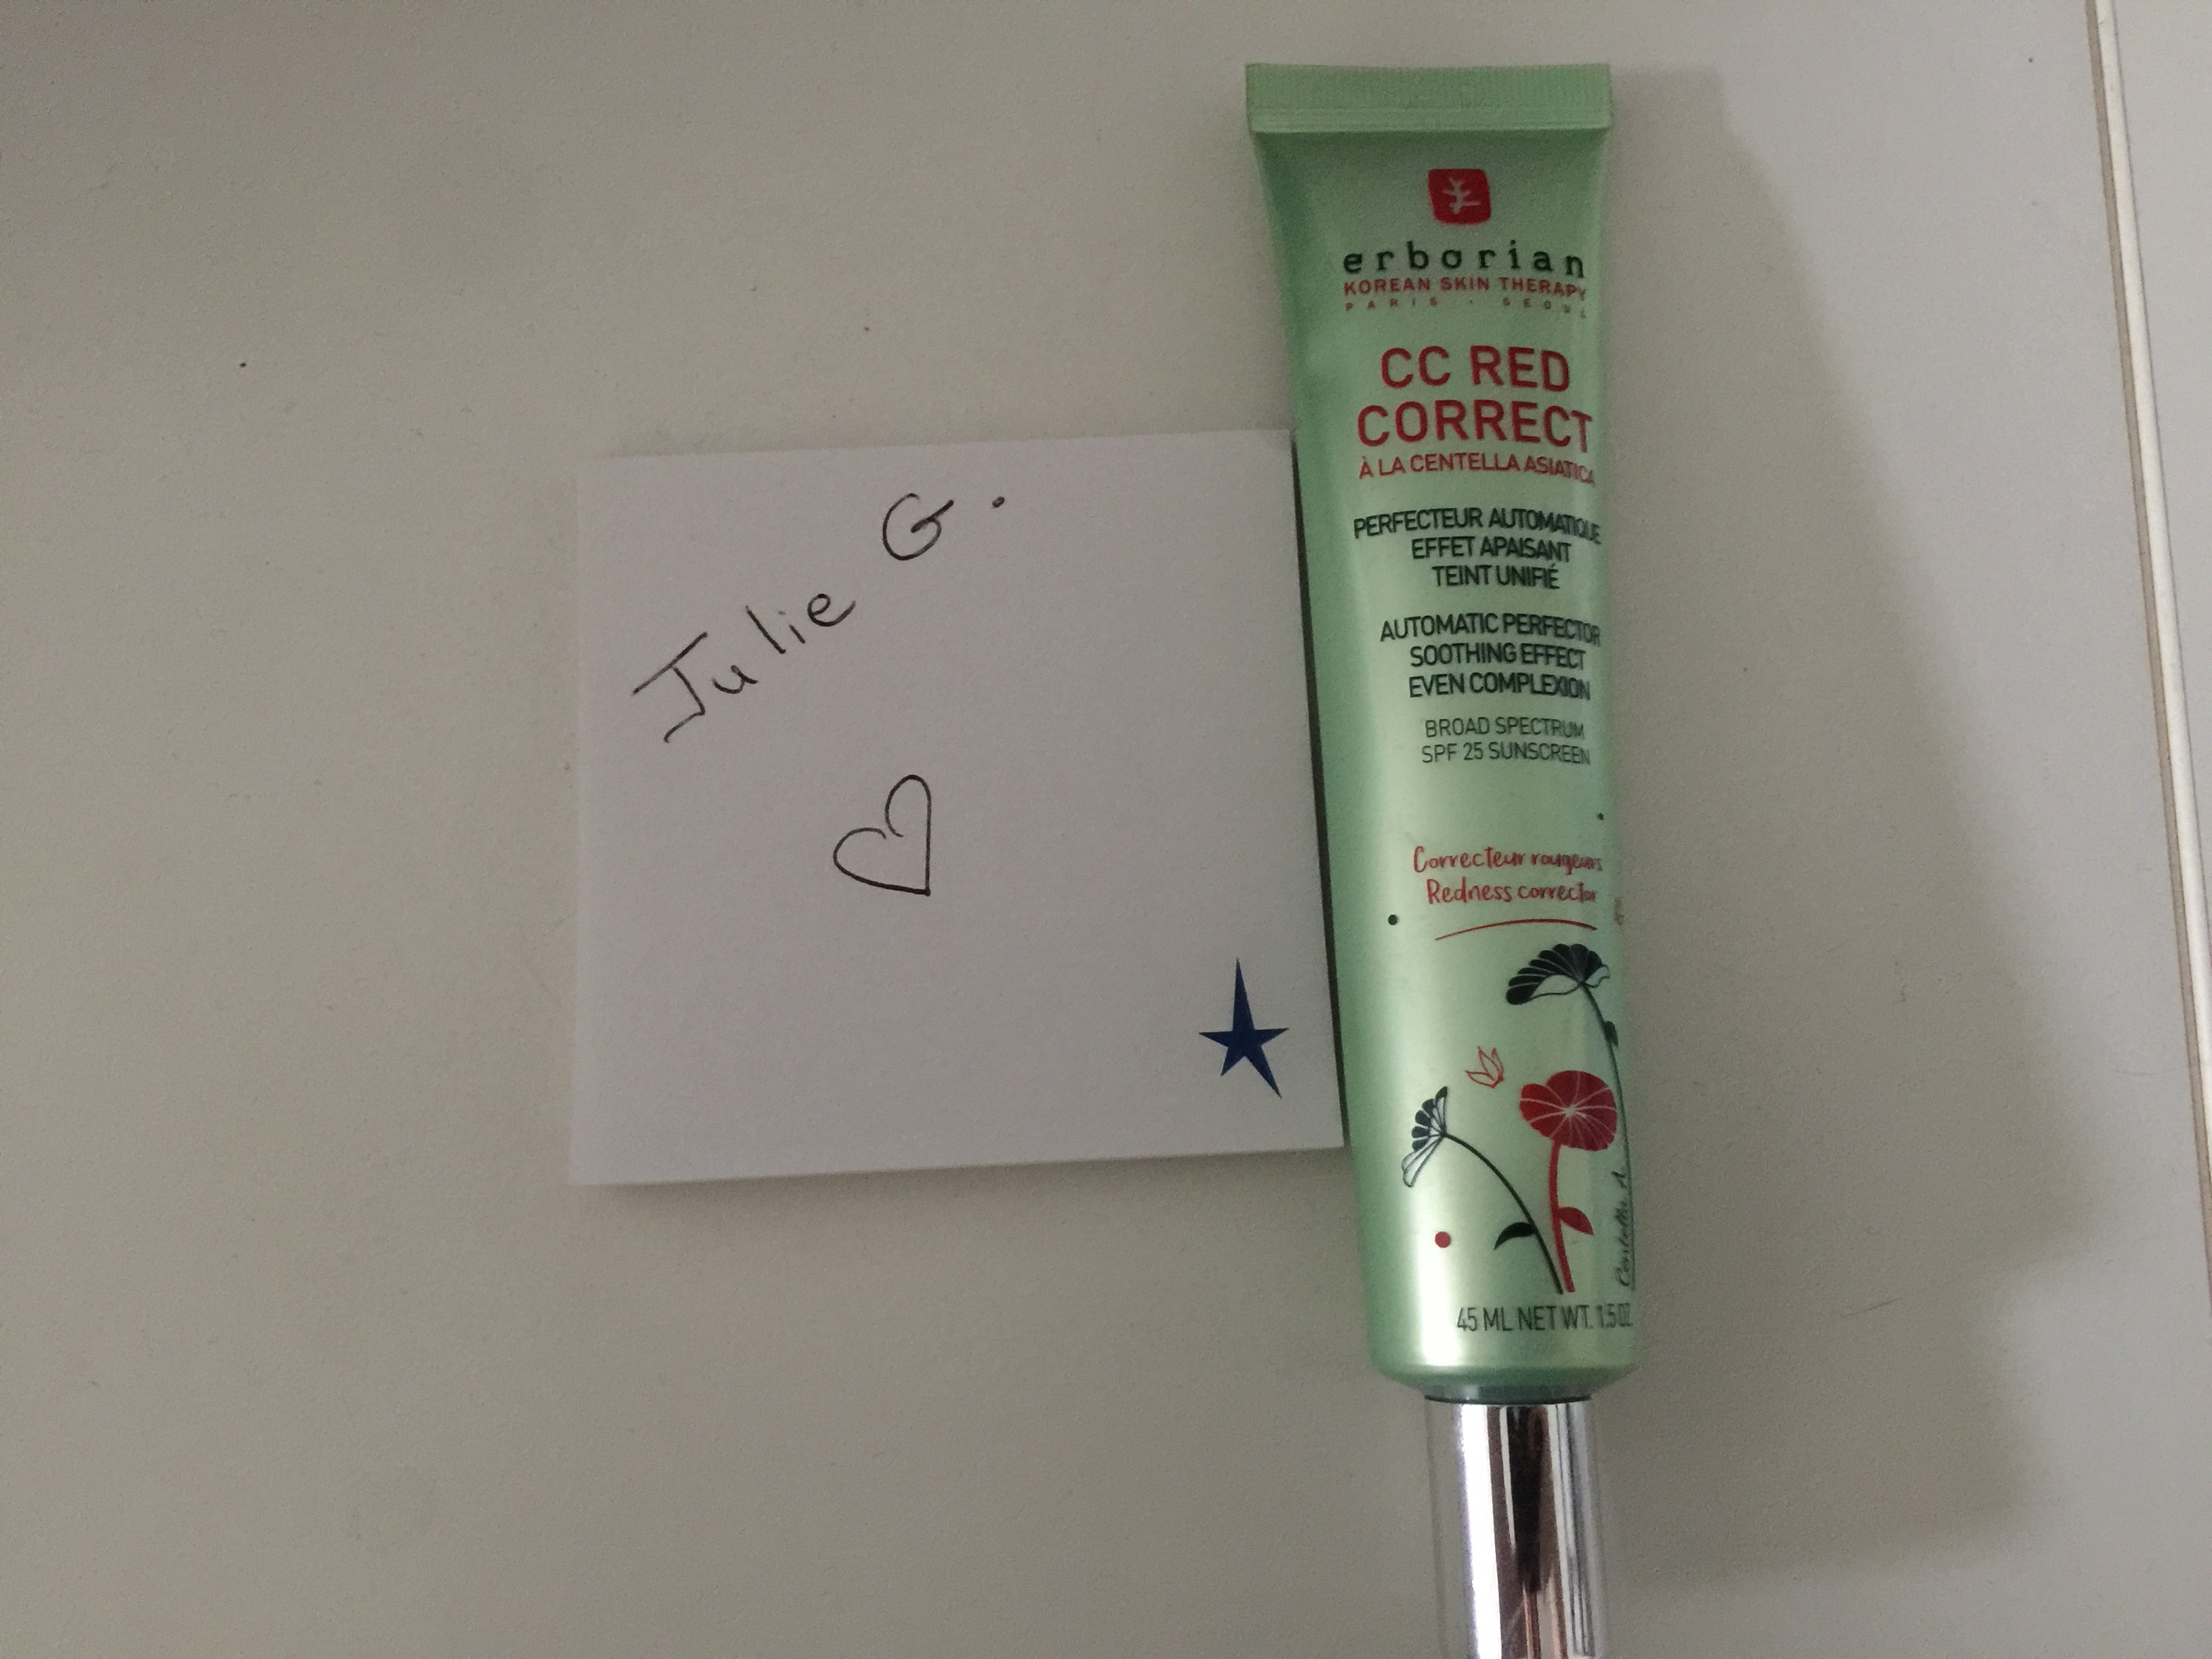 Julie G.
erborian
KOREAN SKIN THERAPY
PARIS · SEOUL
CC RED
CORRECT
À LA CENTELLA ASIATICA
PERFECTEUR AUTOMATIQUE
EFFET APAISANT
TEINT UNIFIÉ
AUTOMATIC PERFECTOR
SOOTHING EFFECT
EVEN COMPLEXION
BROAD SPECTRUM
SPF 25 SUNSCREEN
Correcteur rougeurs
Redness corrector
Centella A.
45 ML NET WT. 1.5 OZ